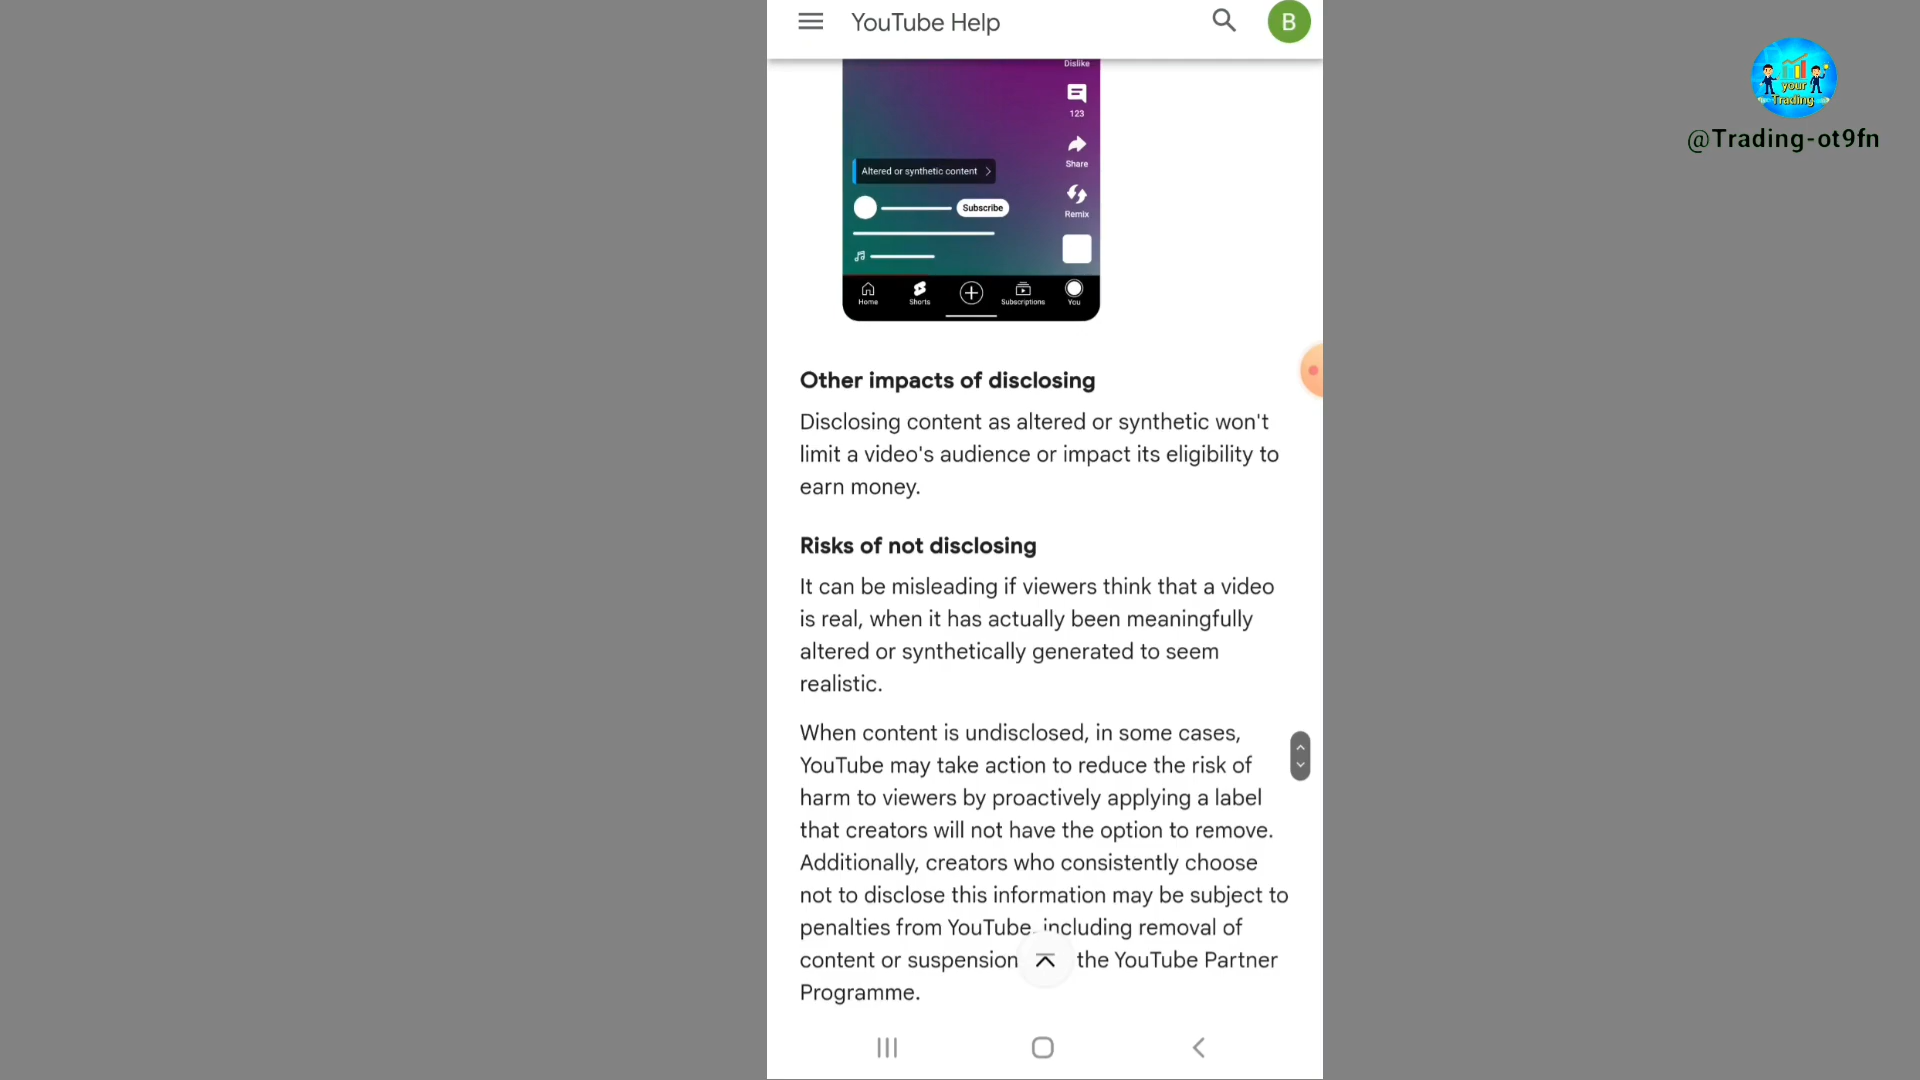 YouTube Help
B
Dislike
123
Share
Altered or synthetic content
Subscribe
Remix
Home
Shorts
Subscriptions
You
Other impacts of disclosing
Disclosing content as altered or synthetic won't
limit a video's audience or impact its eligibility to
earn money.
Risks of not disclosing
It can be misleading if viewers think that a video
is real, when it has actually been meaningfully
altered or synthetically generated to seem
realistic.
When content is undisclosed, in some cases,
YouTube may take action to reduce the risk of
harm to viewers by proactively applying a label
that creators will not have the option to remove.
Additionally, creators who consistently choose
not to disclose this information may be subject to
penalties from YouTube, including removal of
content or suspension the YouTube Partner
Programme.
your
Trading
@Trading-ot9fn